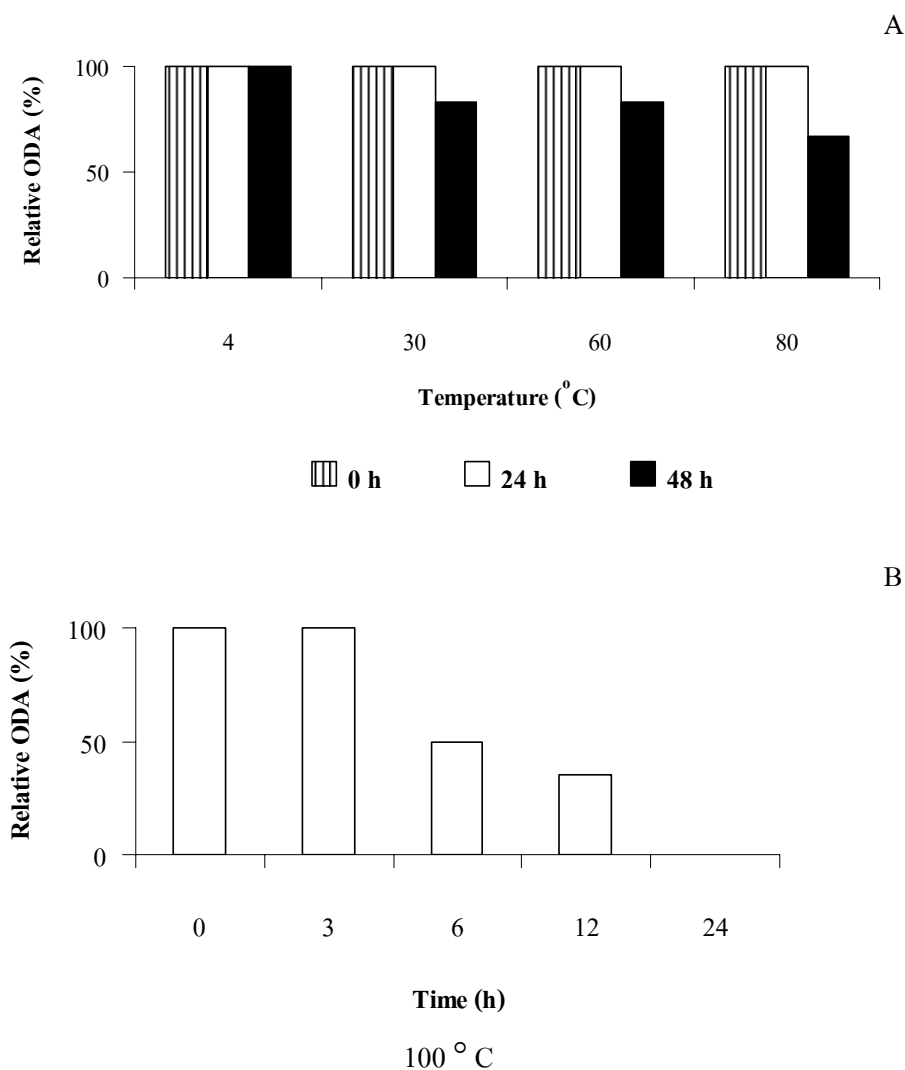 A
Relative ODA (%)
100
50
0
4 30 60 80
Temperature (°C)
0 h 24 h 48 h
B
Relative ODA (%)
100
50
0
0 3 6 12 24
Time (h)
100 ° C